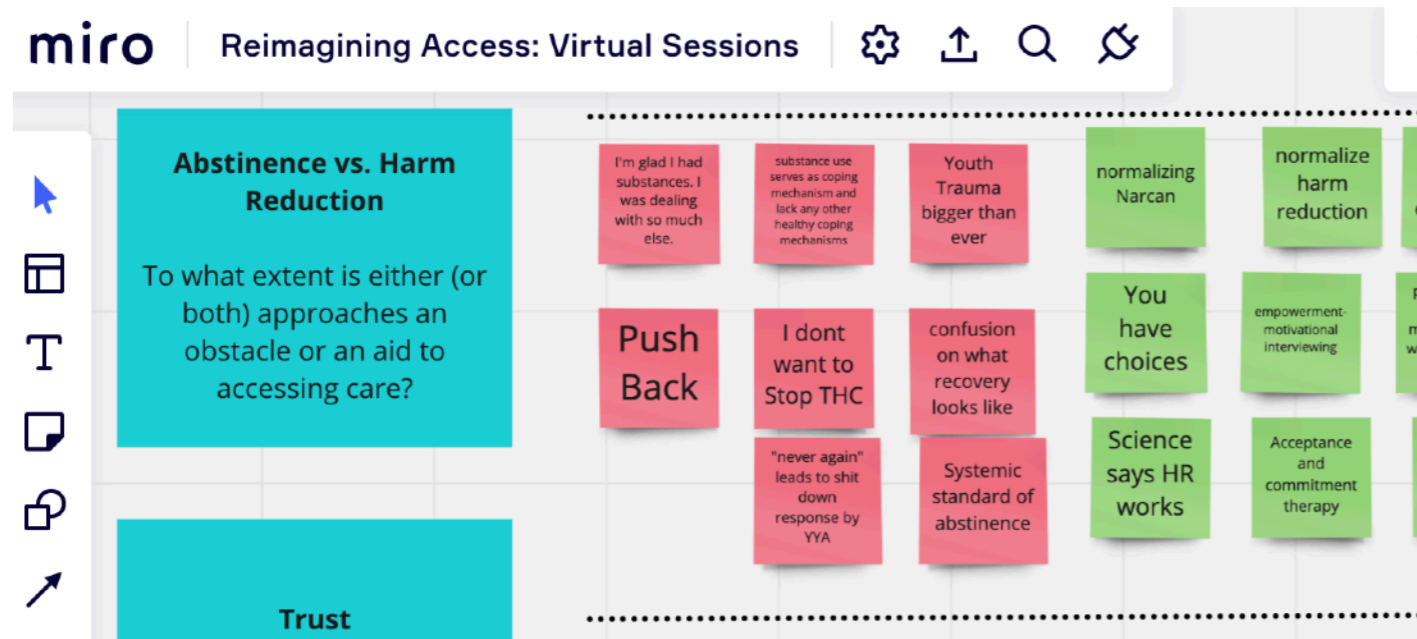 miro
Reimagining Access: Virtual Sessions
Abstinence vs. Harm
Reduction
To what extent is either (or
both) approaches an
obstacle or an aid to
accessing care?
Trust
I'm glad I had
substances. I
was dealing
with so much
else.
substance use
serves as coping
mechanism and
lack any other
healthy coping
mechanisms
Youth
Trauma
bigger than
ever
Push
Back
I dont
want to
Stop THC
confusion
on what
recovery
looks like
"never again"
leads to shit
down
response by
YYA
Systemic
standard of
abstinence
normalizing
Narcan
normalize
harm
reduction
You
have
choices
empowerment-
motivational
interviewing
Science
says HR
works
Acceptance
and
commitment
therapy